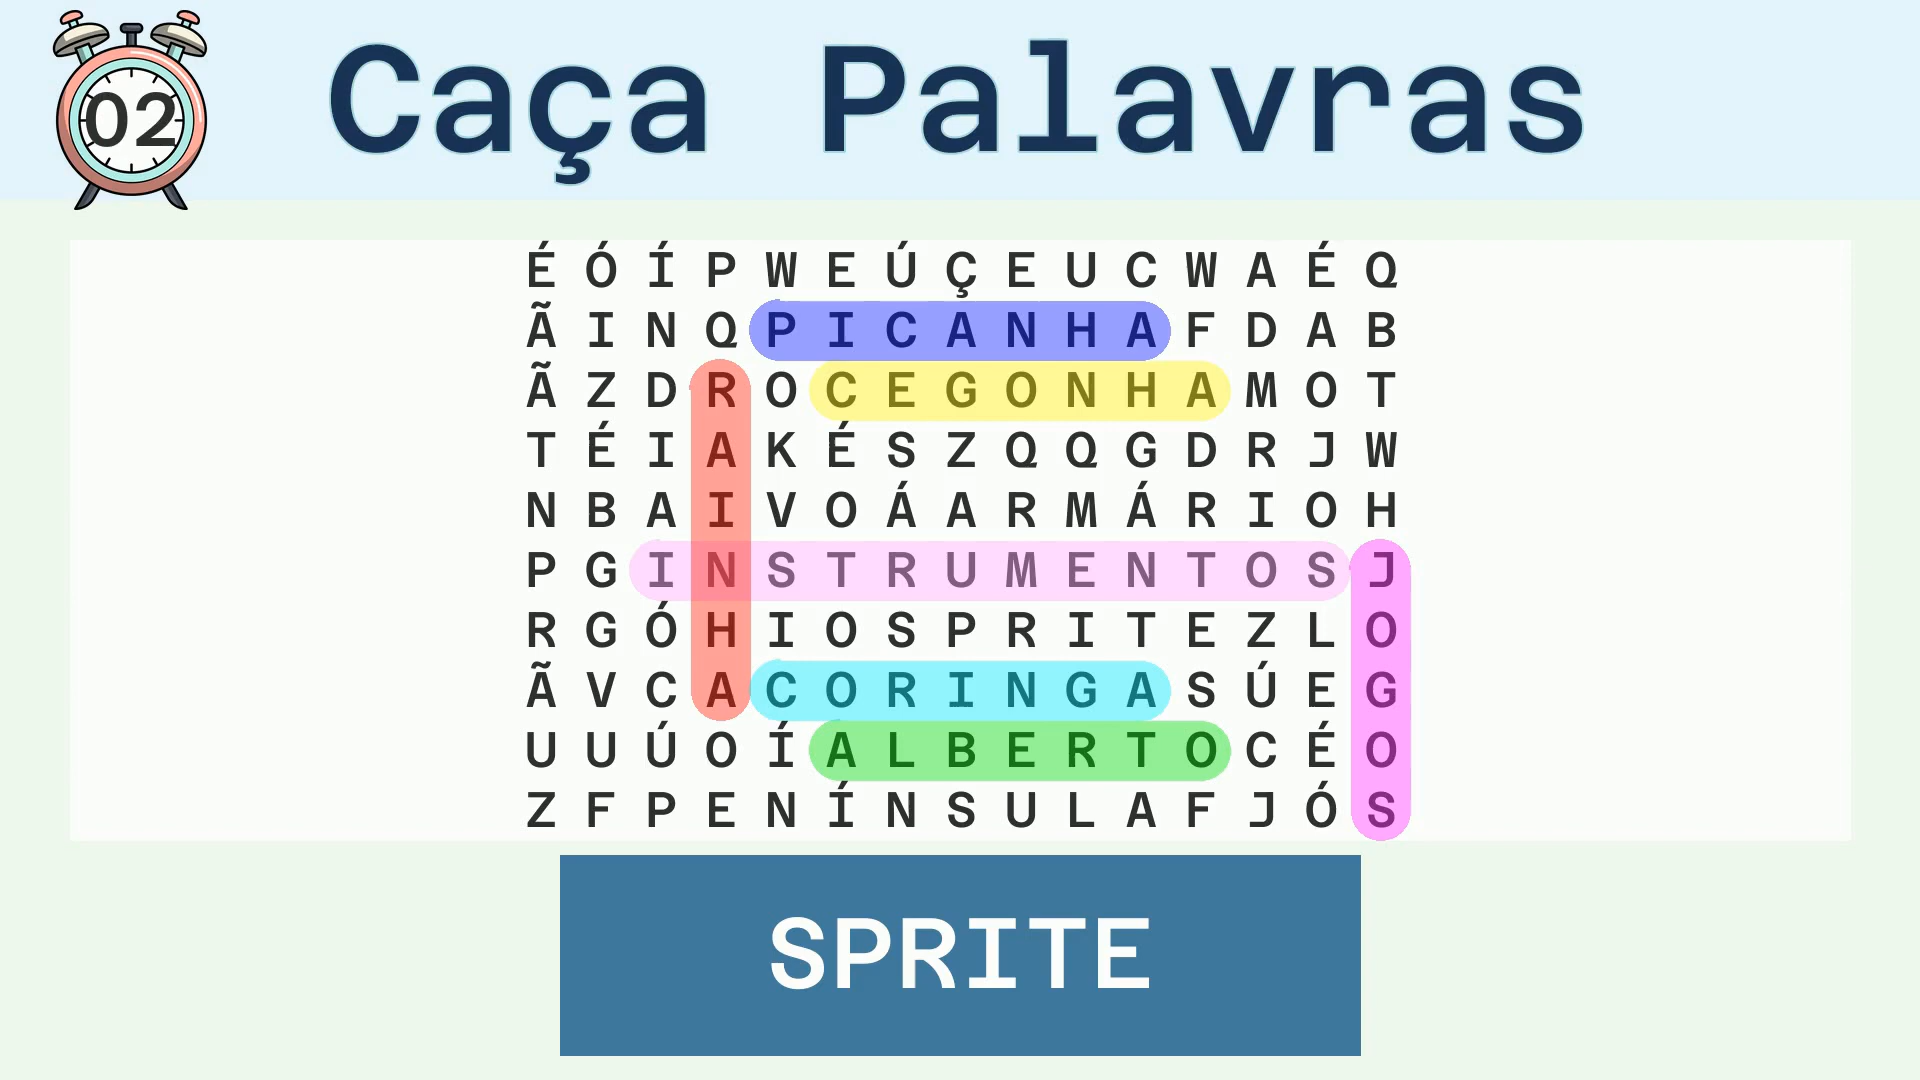 02
Caça Palavras
É Ó Í P W E Ú Ç E U C W A É Q
Ã I N Q P I C A N H A F D A B
Ã Z D R O C E G O N H A M O T
T É I A K É S Z Q Q G D R J W
N B A I V O Á A R M Á R I O H
P G I N S T R U M E N T O S J
R G Ó H I O S P R I T E Z L O
Ã V C A C O R I N G A S Ú E G
U U Ú O Í A L B E R T O C É O
Z F P E N Í N S U L A F J Ó S
SPRITE